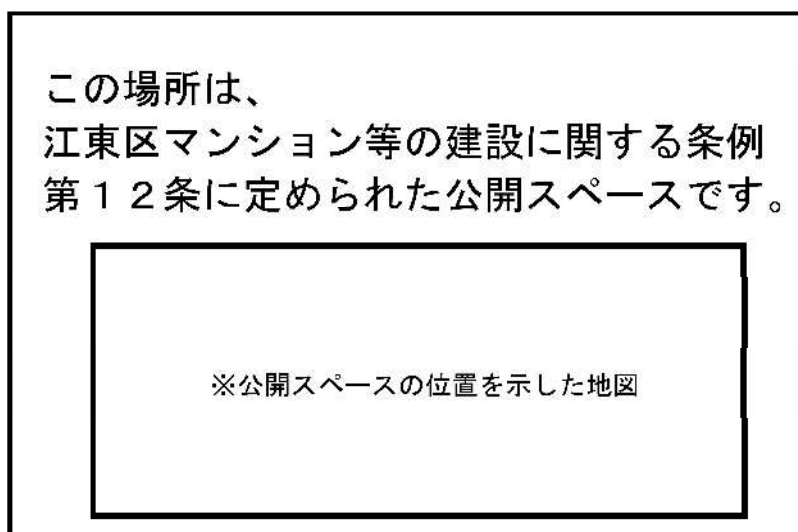 この場所は、
江東区マンション等の建設に関する条例
第１２条に定められた公開スペースです。
※公開スペースの位置を示した地図